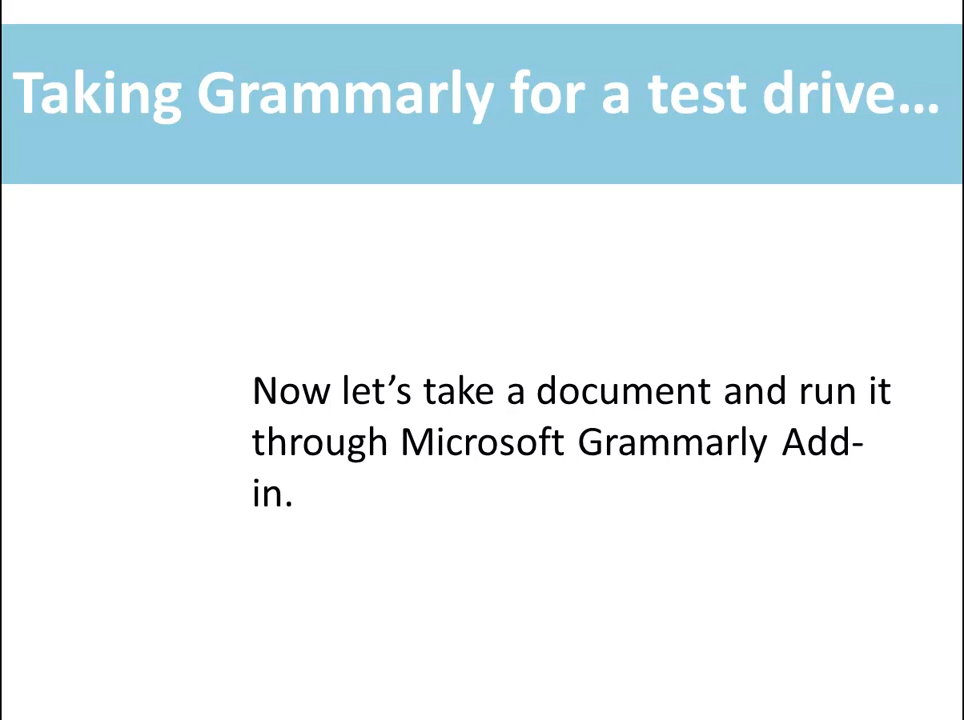 Taking Grammarly for a test drive…
Now let’s take a document and run it
through Microsoft Grammarly Add-
in.